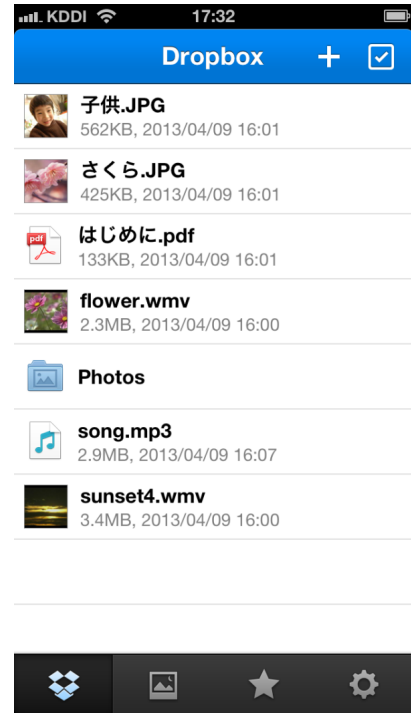 KDDI 17:32
Dropbox
子供.JPG
562KB, 2013/04/09 16:01
さくら.JPG
425KB, 2013/04/09 16:01
pdf
はじめに.pdf
133KB, 2013/04/09 16:01
flower.wmv
2.3MB, 2013/04/09 16:00
Photos
song.mp3
2.9MB, 2013/04/09 16:07
sunset4.wmv
3.4MB, 2013/04/09 16:00